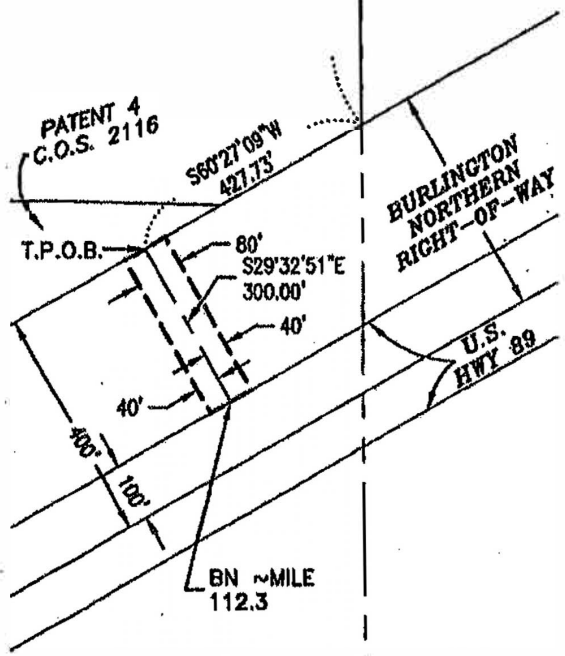 PATENT 4
C.O.S. 2116
S60°27'09"W
427.73'
BURLINGTON
NORTHERN
RIGHT-OF-WAY
T.P.O.B.
80'
S29°32'51"E
300.00'
40'
U.S.
HWY 89
40'
400'
100'
BN ~MILE
112.3